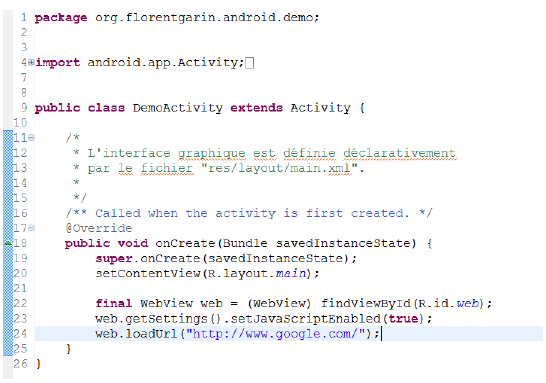 1 package org.florentgarin.android.demo;
2
3
4 import android.app.Activity;
7
8
9 public class DemoActivity extends Activity {
10
11 /*
12 * L'interface graphique est définie déclarativement
13 * par le fichier "res/layout/main.xml".
14 *
15 */
16 /** Called when the activity is first created. */
17 @Override
18 public void onCreate(Bundle savedInstanceState) {
19 super.onCreate(savedInstanceState);
20 setContentView(R.layout.main);
21
22 final WebView web = (WebView) findViewById(R.id.web);
23 web.getSettings().setJavaScriptEnabled(true);
24 web.loadUrl("http://www.google.com/");
25 }
26 }